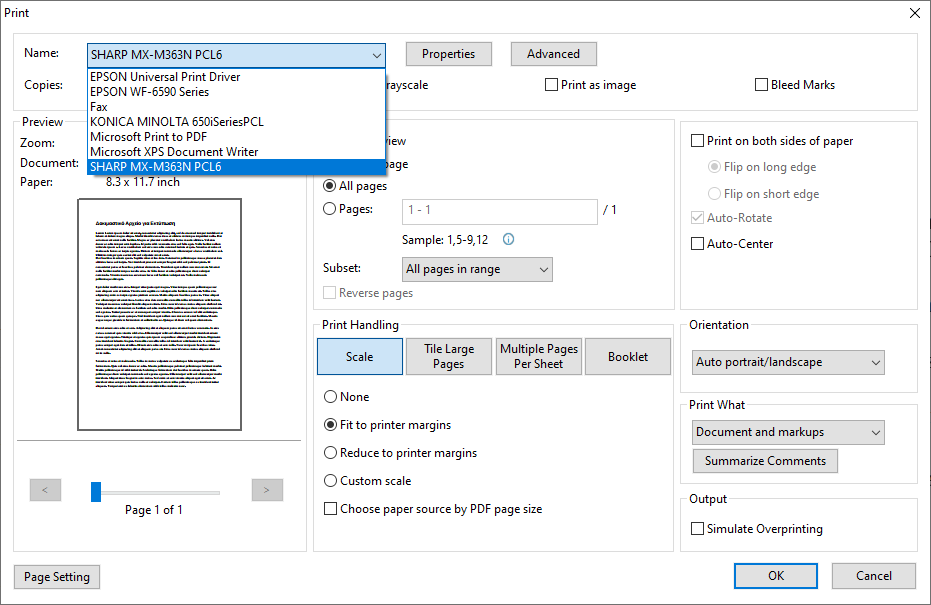 Print
Name:
SHARP MX-M363N PCL6
Properties
Advanced
EPSON Universal Print Driver
EPSON WF-6590 Series
Fax
KONICA MINOLTA 650iSeriesPCL
Microsoft Print to PDF
Microsoft XPS Document Writer
SHARP MX-M363N PCL6
Copies:
rayscale
Print as image
Bleed Marks
Preview
Zoom:
Document:
Paper:
8.3 x 11.7 inch
Δοκιμαστικό Αρχείο για Εκτύπωση
<
>
Page 1 of 1
Page Setting
view
page
All pages
Pages:
1 - 1
/ 1
Sample: 1,5-9,12
Subset:
All pages in range
Reverse pages
Print Handling
Scale
Tile Large
Pages
Multiple Pages
Per Sheet
Booklet
None
Fit to printer margins
Reduce to printer margins
Custom scale
Choose paper source by PDF page size
Print on both sides of paper
Flip on long edge
Flip on short edge
Auto-Rotate
Auto-Center
Orientation
Auto portrait/landscape
Print What
Document and markups
Summarize Comments
Output
Simulate Overprinting
OK
Cancel